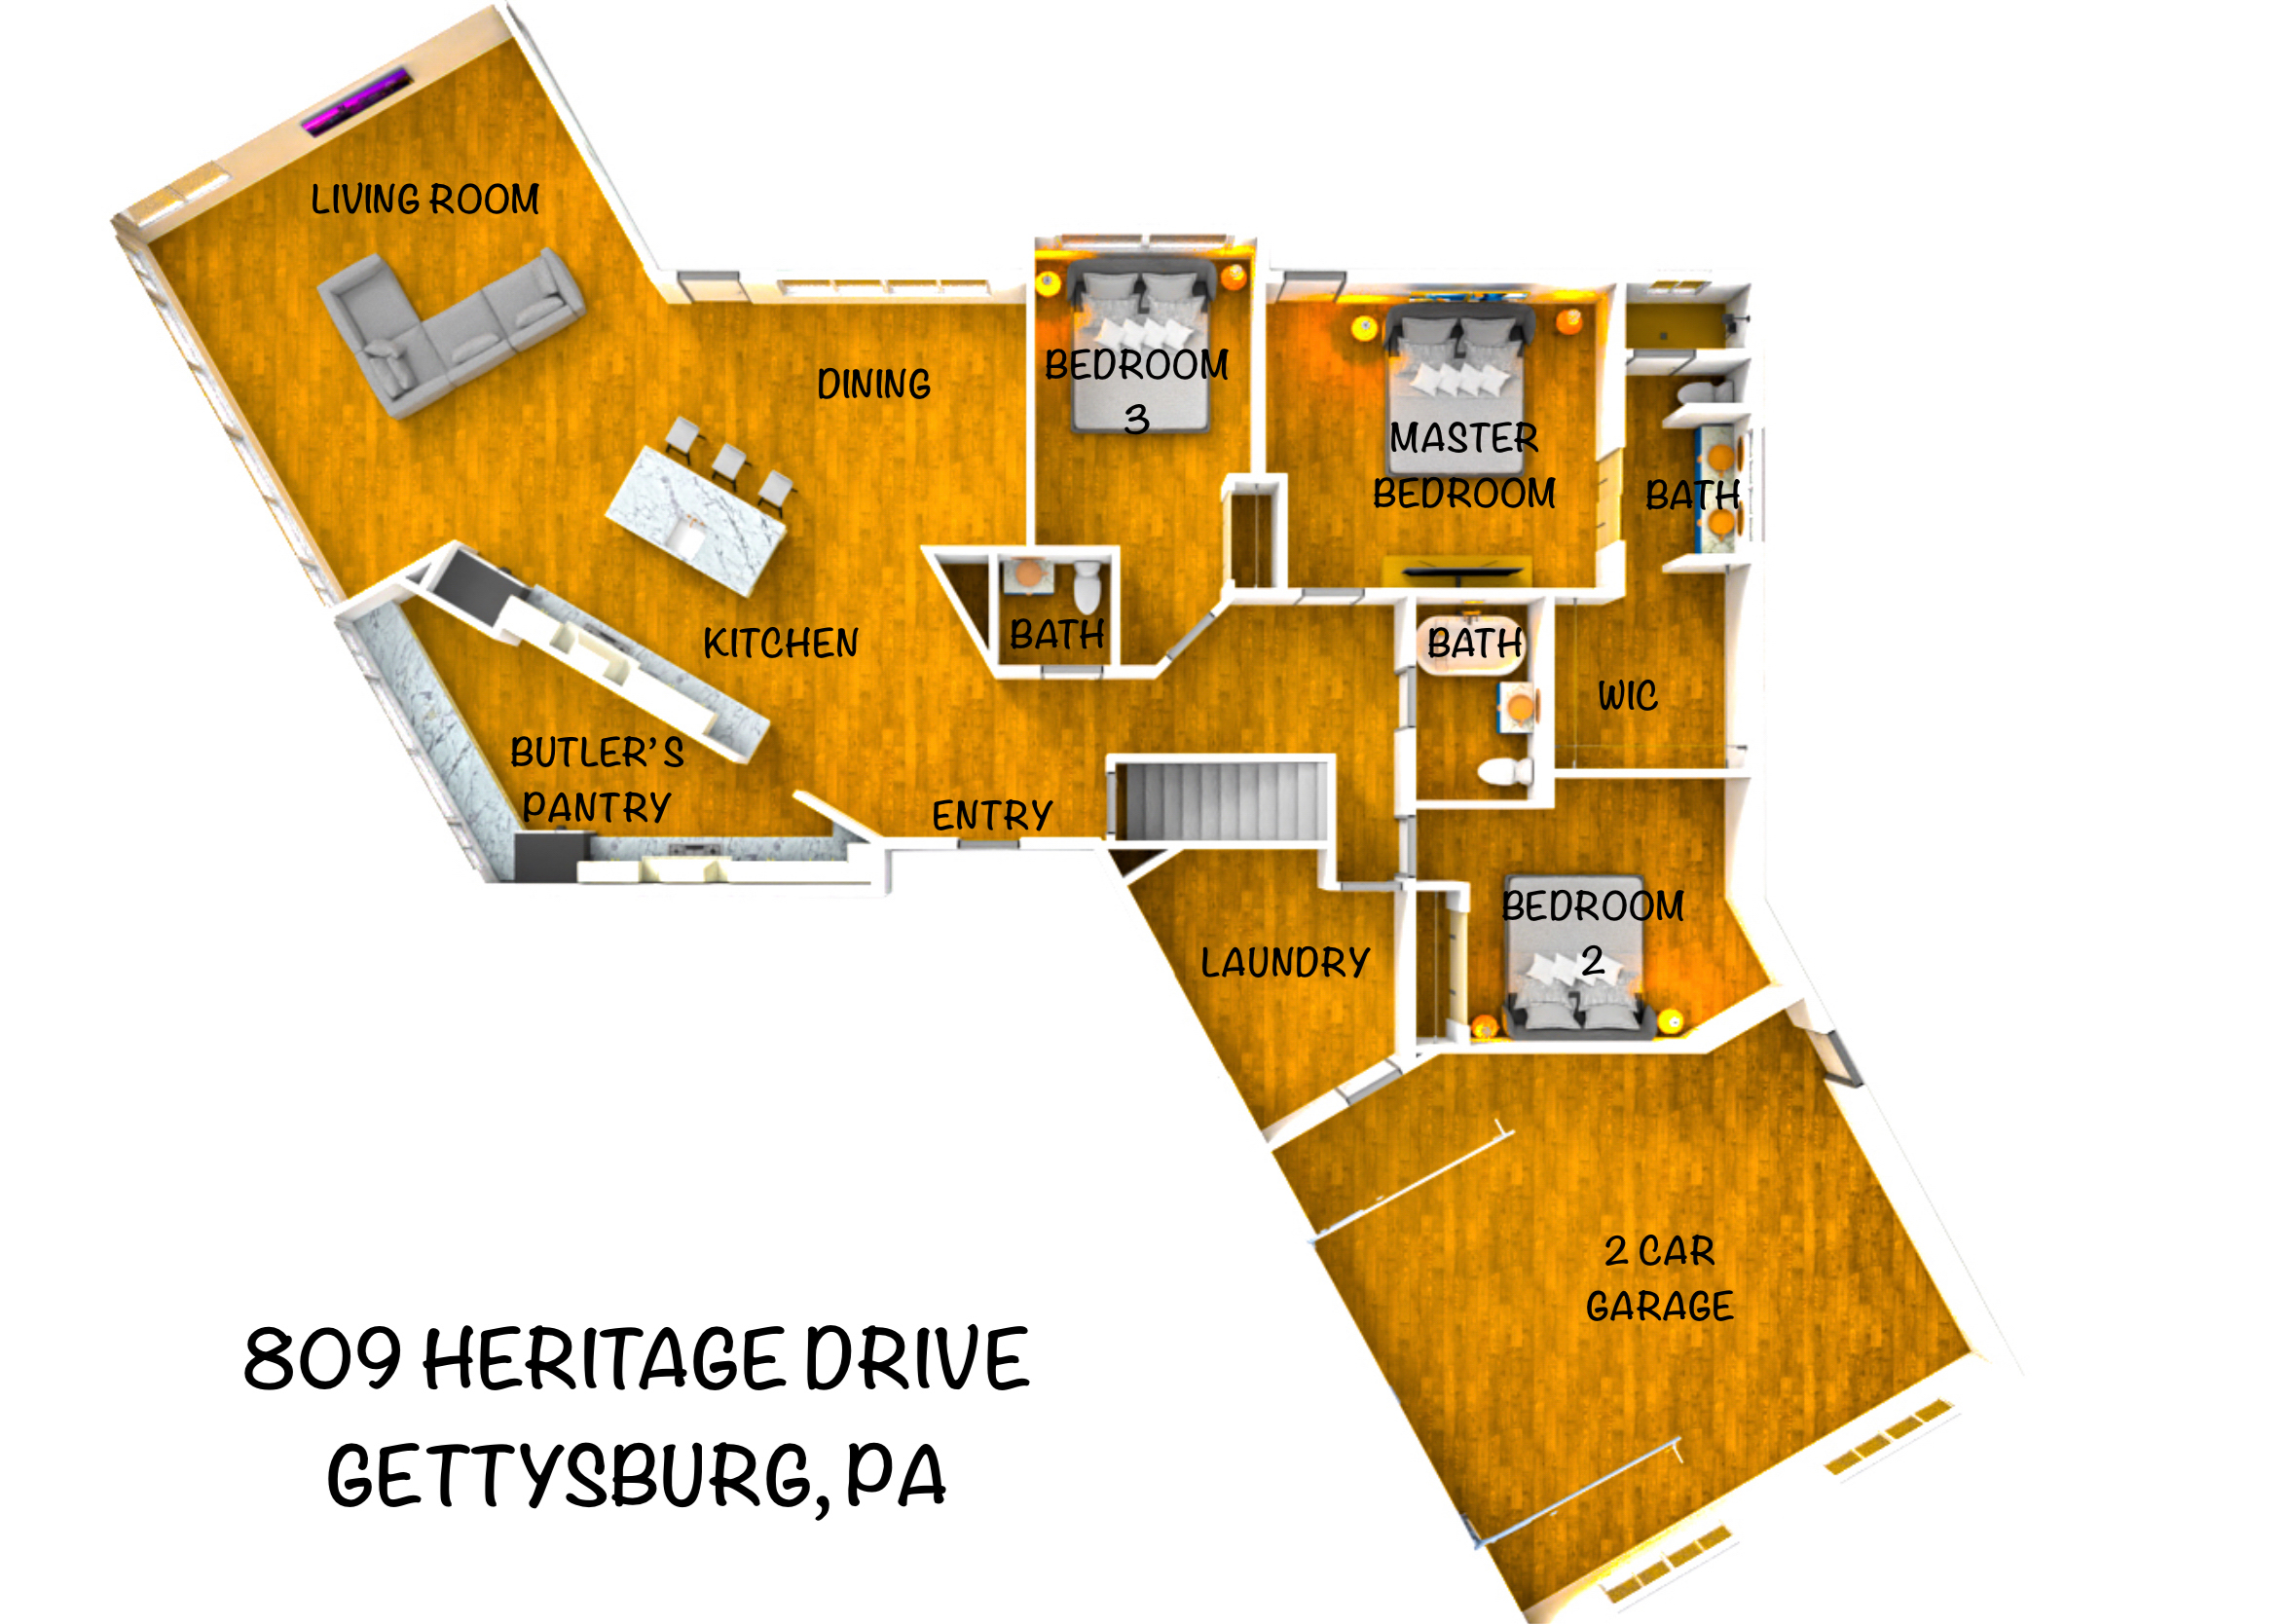 LIVING ROOM
DINING
BEDROOM
3
MASTER
BEDROOM
BATH
KITCHEN
BATH
BATH
WIC
BUTLER'S
PANTRY
ENTRY
BEDROOM
2
LAUNDRY
2 CAR
GARAGE
809 HERITAGE DRIVE
GETTYSBURG, PA